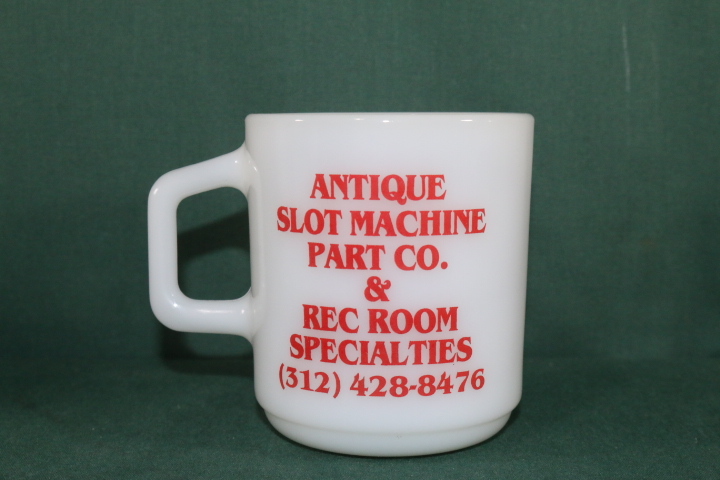 ANTIQUE
SLOT MACHINE
PART CO.
&
REC ROOM
SPECIALTIES
(312) 428-8476